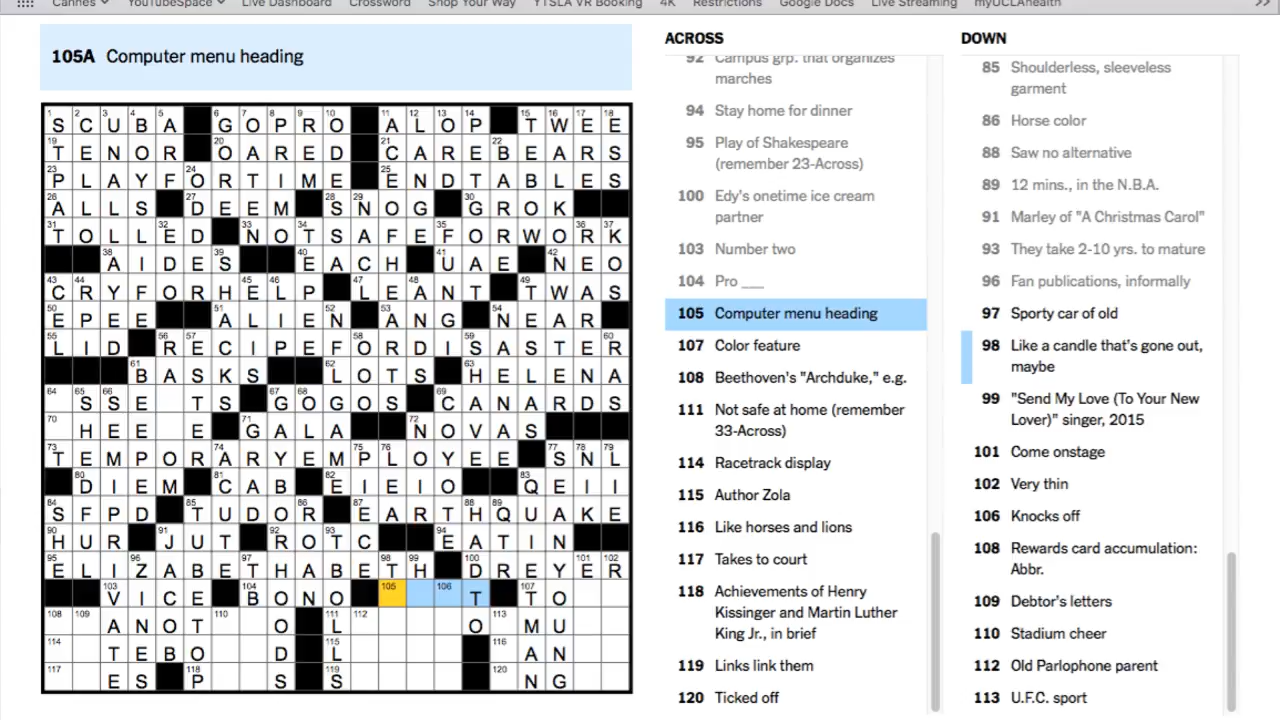 Cannes
YouTubeSpace
Live Dashboard
Crossword
Shop Your Way
YTSLA VR Booking
4K
Restrictions
Google Docs
Live Streaming
myUCLAhealth
>>
105A Computer menu heading
ACROSS
92 Campus grp. that organizes
marches
94 Stay home for dinner
95 Play of Shakespeare
(remember 23-Across)
100 Edy's onetime ice cream
partner
103 Number two
104 Pro ___
105 Computer menu heading
107 Color feature
108 Beethoven's "Archduke," e.g.
111 Not safe at home (remember
33-Across)
114 Racetrack display
115 Author Zola
116 Like horses and lions
117 Takes to court
118 Achievements of Henry
Kissinger and Martin Luther
King Jr., in brief
119 Links link them
120 Ticked off
DOWN
85 Shoulderless, sleeveless
garment
86 Horse color
88 Saw no alternative
89 12 mins., in the N.B.A.
91 Marley of "A Christmas Carol"
93 They take 2-10 yrs. to mature
96 Fan publications, informally
97 Sporty car of old
98 Like a candle that's gone out,
maybe
99 "Send My Love (To Your New
Lover)" singer, 2015
101 Come onstage
102 Very thin
106 Knocks off
108 Rewards card accumulation:
Abbr.
109 Debtor's letters
110 Stadium cheer
112 Old Parlophone parent
113 U.F.C. sport
SCUBA GOPRO ALOP TWEE
TENOR OARED CAREBEARS
PLAYFORTIME ENDTABLES
ALLS DEEM SNOG GROK
TOLLED NOTSAFEFORWORK
AIDES EACH UAE NEO
CRYFORHELP LEANT TWAS
EPEE ALIEN ANG NEAR
LID RECIPEFORDISASTER
BASKS LOTS HELENA
SSE TS GOGOS CANARDS
HEE E GALA NOVAS
TEMPORARYEMPLOYEE SNL
DIEM CAB EIEIO QEII
SFPD TUDOR EARTHQUAKE
HUR JUT ROTC EATIN
ELIZABETHABETH DREYER
VICE BONO T TO
ANOT O L O MU
TEBO D L AN
ES P S S NG